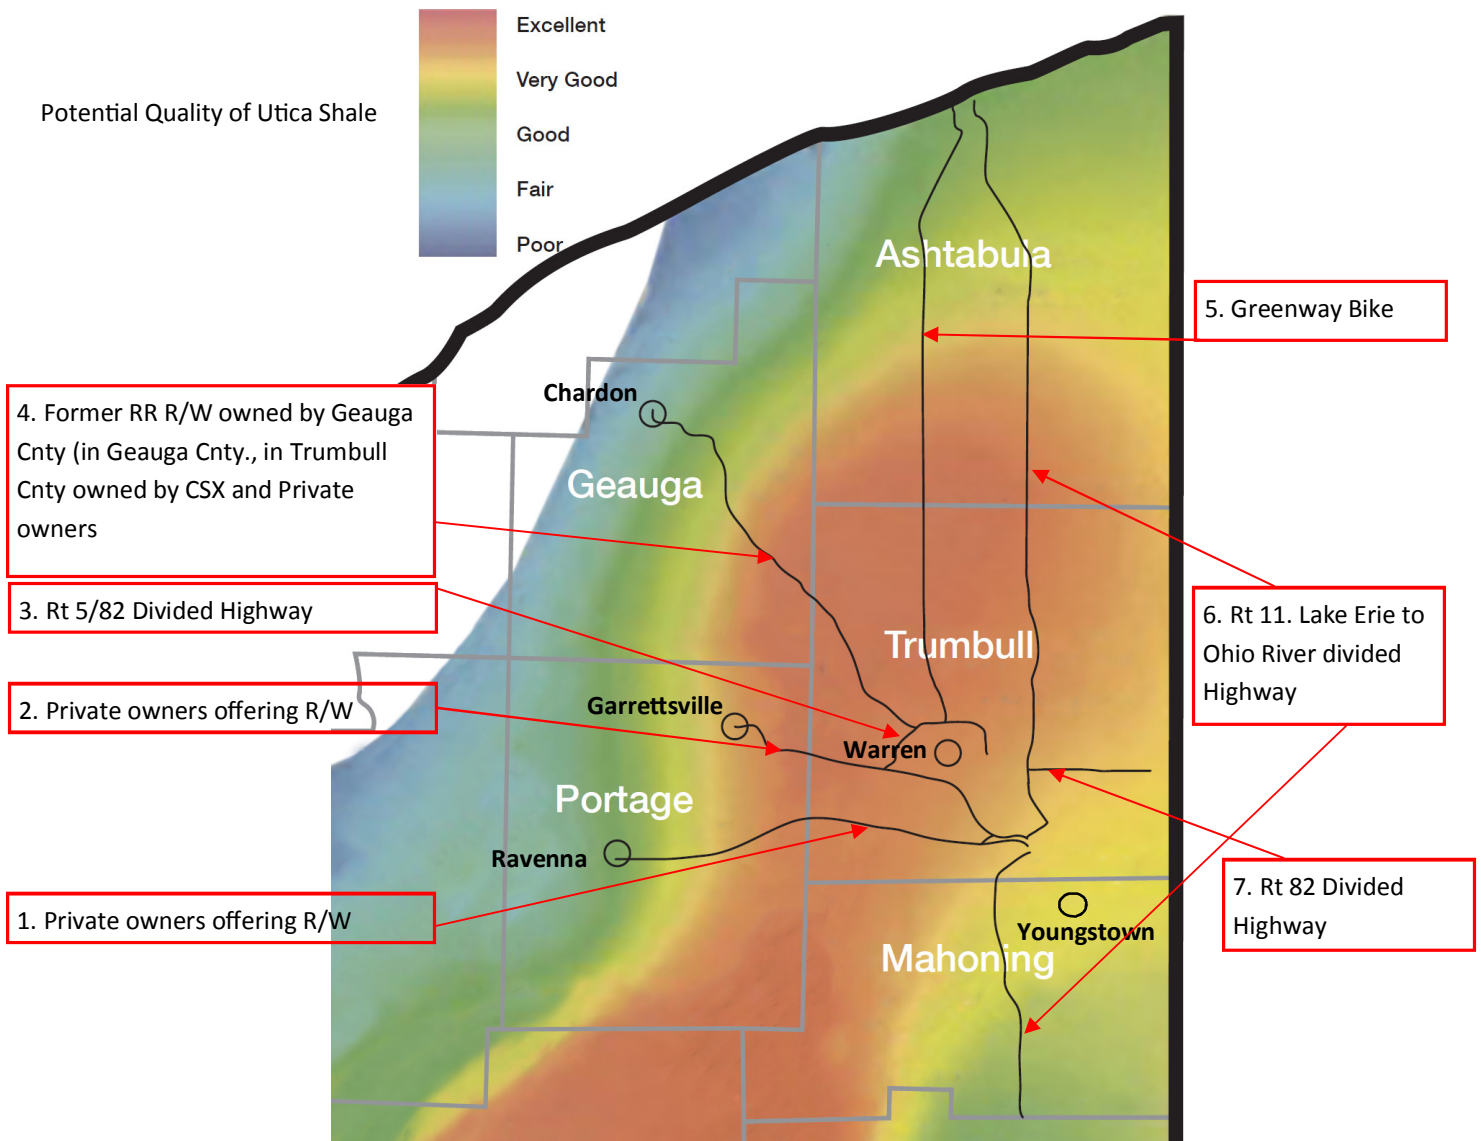 Potential Quality of Utica Shale
Excellent
Very Good
Good
Fair
Poor
Ashtabula
5. Greenway Bike
Chardon
4. Former RR R/W owned by Geauga
Cnty (in Geauga Cnty., in Trumbull
Cnty owned by CSX and Private
owners
Geauga
3. Rt 5/82 Divided Highway
Trumbull
6. Rt 11. Lake Erie to
Ohio River divided
Highway
2. Private owners offering R/W
Garrettsville
Warren
Portage
Ravenna
7. Rt 82 Divided
Highway
1. Private owners offering R/W
Youngstown
Mahoning